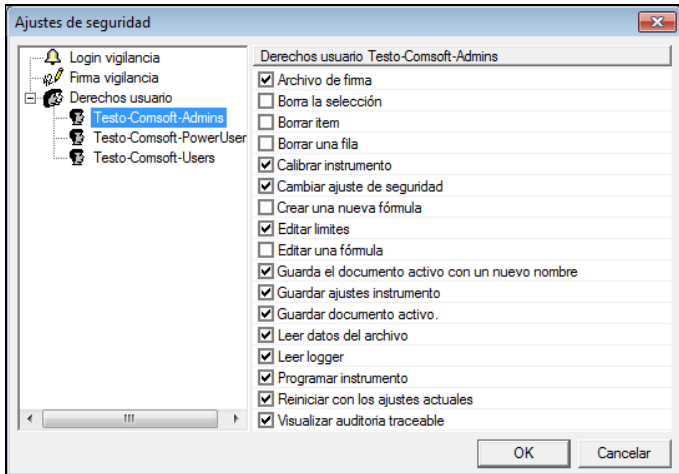 Ajustes de seguridad
Login vigilancia
Firma vigilancia
Derechos usuario
Testo-Comsoft-Admins
Testo-Comsoft-PowerUser
Testo-Comsoft-Users
Derechos usuario Testo-Comsoft-Admins
Archivo de firma
Borra la selección
Borrar item
Borrar una fila
Calibrar instrumento
Cambiar ajuste de seguridad
Crear una nueva fórmula
Editar limites
Editar una fórmula
Guarda el documento activo con un nuevo nombre
Guardar ajustes instrumento
Guardar documento activo.
Leer datos del archivo
Leer logger
Programar instrumento
Reiniciar con los ajustes actuales
Visualizar auditoria traceable
OK
Cancelar